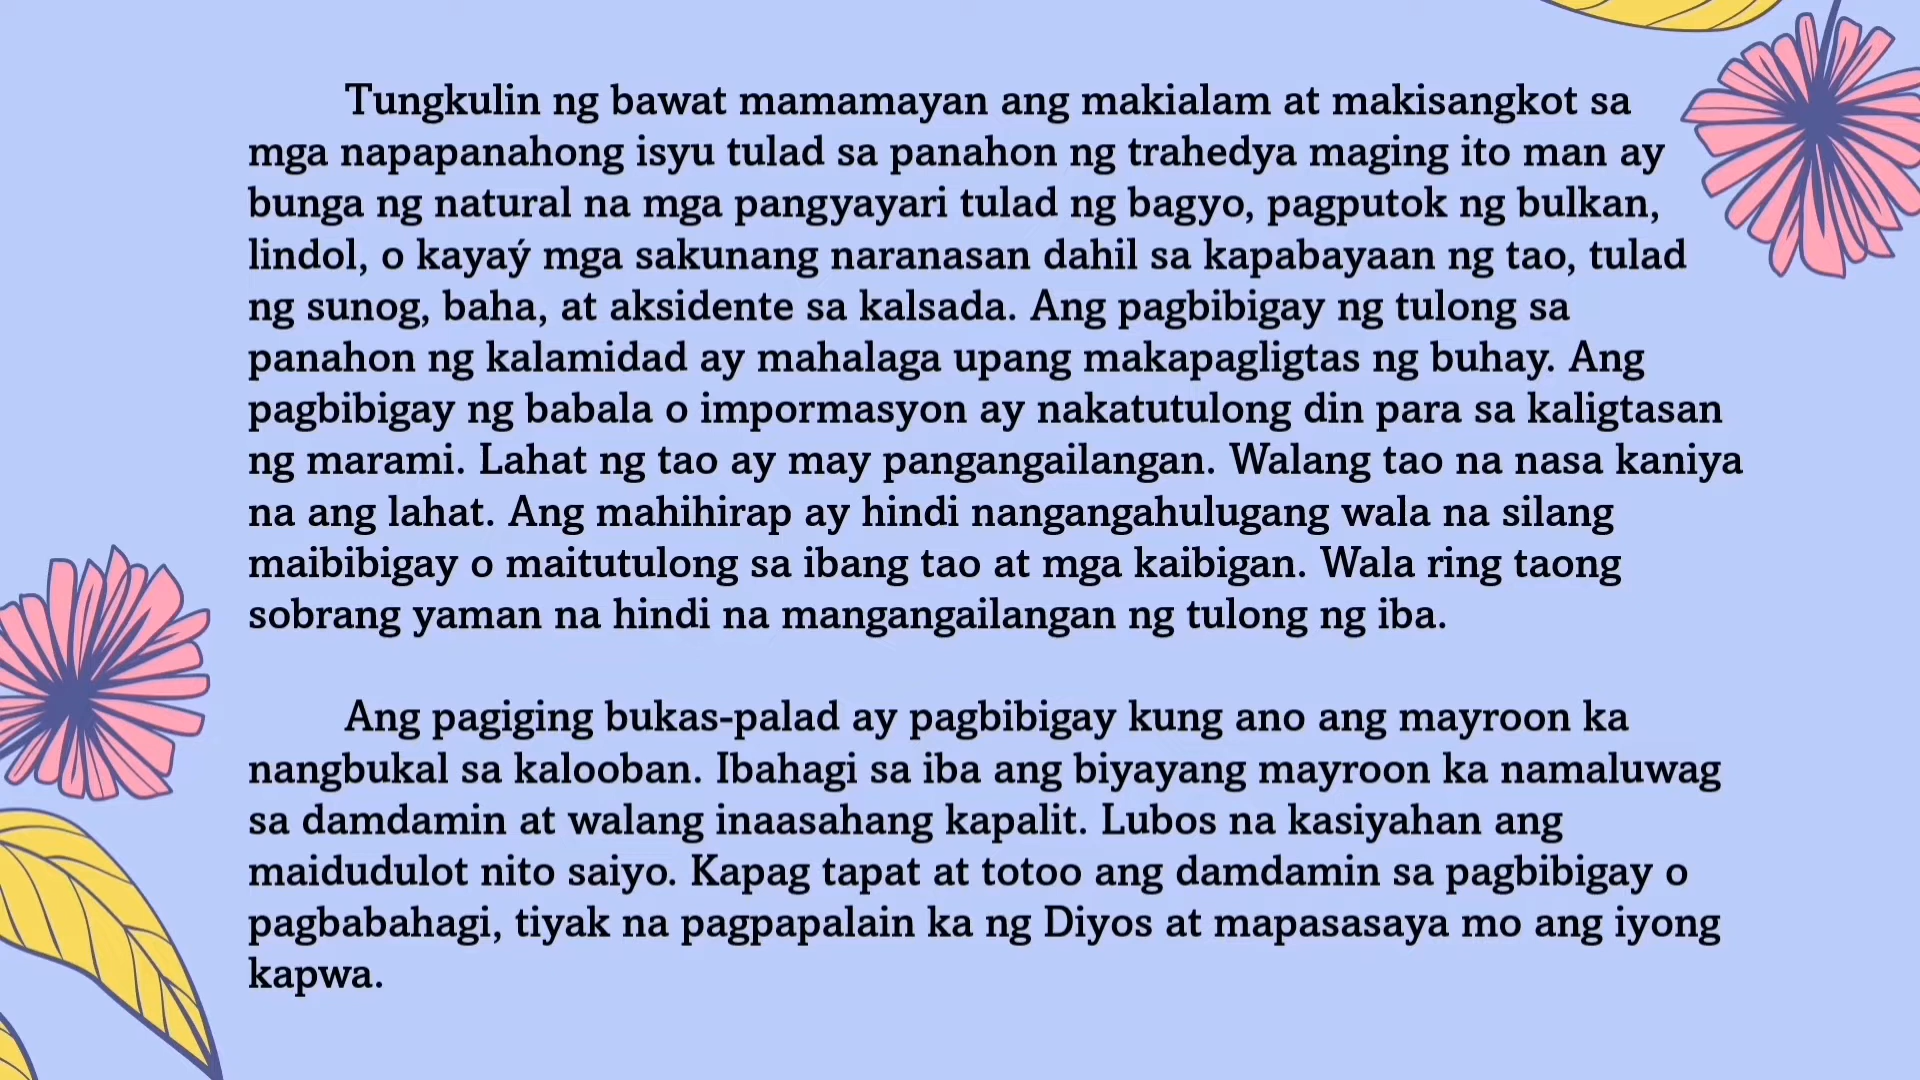 Tungkulin ng bawat mamamayan ang makialam at makisangkot sa
mga napapanahong isyu tulad sa panahon ng trahedya maging ito man ay
bunga ng natural na mga pangyayari tulad ng bagyo, pagputok ng bulkan,
lindol, o kayaý mga sakunang naranasan dahil sa kapabayaan ng tao, tulad
ng sunog, baha, at aksidente sa kalsada. Ang pagbibigay ng tulong sa
panahon ng kalamidad ay mahalaga upang makapagligtas ng buhay. Ang
pagbibigay ng babala o impormasyon ay nakatutulong din para sa kaligtasan
ng marami. Lahat ng tao ay may pangangailangan. Walang tao na nasa kaniya
na ang lahat. Ang mahihirap ay hindi nangangahulugang wala na silang
maibibigay o maitutulong sa ibang tao at mga kaibigan. Wala ring taong
sobrang yaman na hindi na mangangailangan ng tulong ng iba.
Ang pagiging bukas-palad ay pagbibigay kung ano ang mayroon ka
nangbukal sa kalooban. Ibahagi sa iba ang biyayang mayroon ka namaluwag
sa damdamin at walang inaasahang kapalit. Lubos na kasiyahan ang
maidudulot nito saiyo. Kapag tapat at totoo ang damdamin sa pagbibigay o
pagbabahagi, tiyak na pagpapalain ka ng Diyos at mapasasaya mo ang iyong
kapwa.